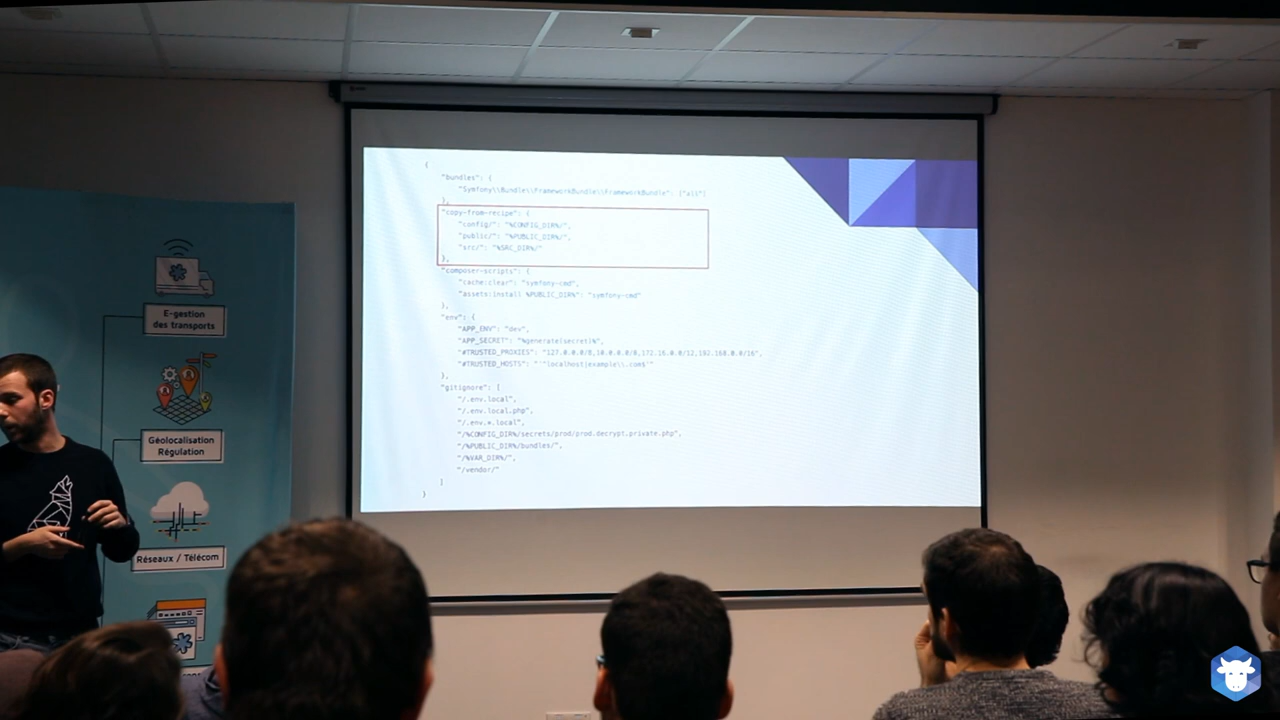 {
"bundles": {
"Symfony\\Bundle\\FrameworkBundle\\FrameworkBundle": ["all"]
},
"copy-from-recipe": {
"config/": "%CONFIG_DIR%/",
"public/": "%PUBLIC_DIR%/",
"src/": "%SRC_DIR%/"
},
"composer-scripts": {
"cache:clear": "symfony-cmd",
"assets:install %PUBLIC_DIR%": "symfony-cmd"
},
"env": {
"APP_ENV": "dev",
"APP_SECRET": "%generate(secret)%",
"#TRUSTED_PROXIES": "127.0.0.0/8,10.0.0.0/8,172.16.0.0/12,192.168.0.0/16",
"#TRUSTED_HOSTS":
},
"gitignore": [
"/.env.local",
"/.env.local.php",
"/.env.*.local",
"/%CONFIG_DIR%/secrets/prod/prod.decrypt.private.php",
"/%PUBLIC_DIR%/bundles/",
"/%VAR_DIR%/",
"/vendor/"
]
}
E-gestion
des transports
Géolocalisation
Régulation
Réseaux / Télécom